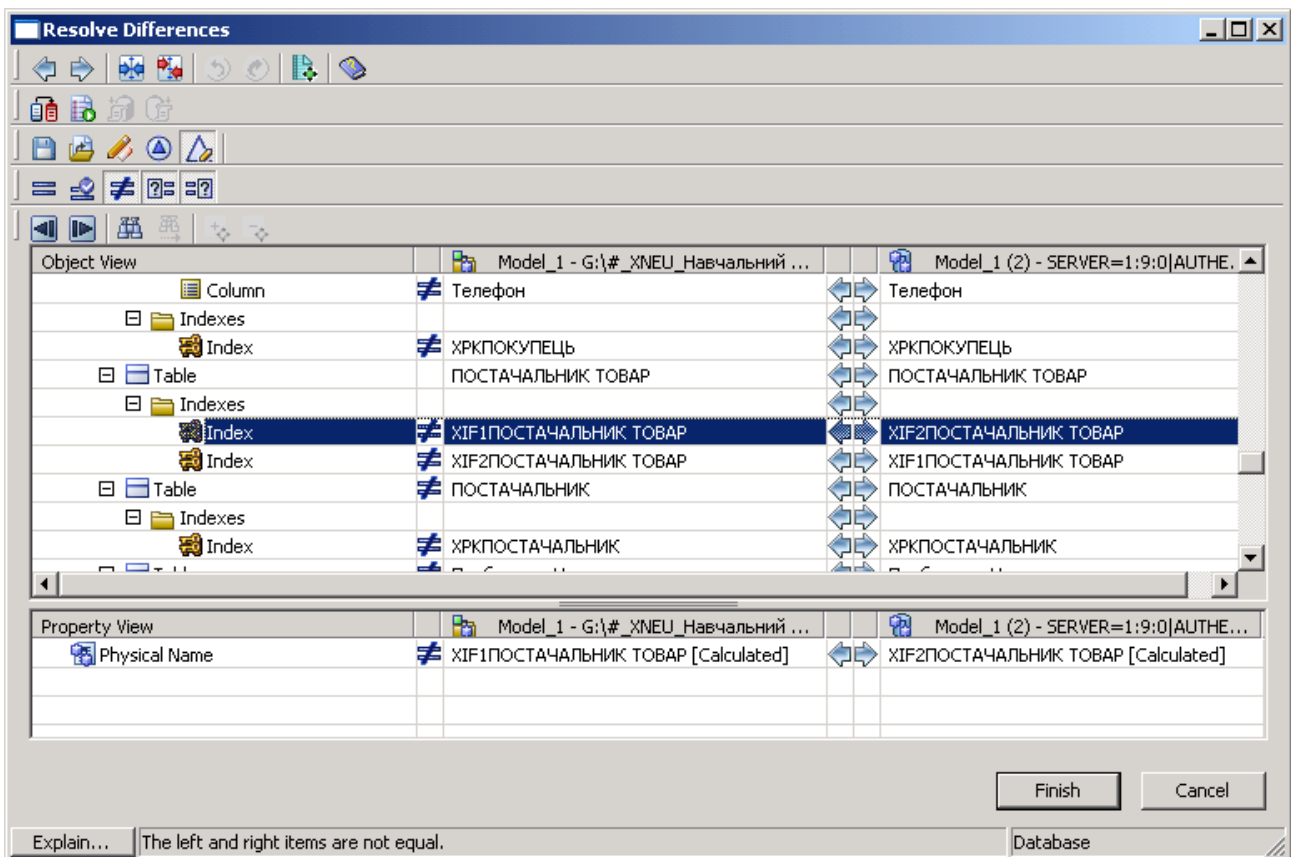 Resolve Differences
Object View Model_1 - G:\#_XNEU_Навчальний ... Model_1 (2) - SERVER=1:9:0|AUTHE.
Column Телефон Телефон
Indexes
Index ХРКПОКУПЕЦЬ ХРКПОКУПЕЦЬ
Table ПОСТАЧАЛЬНИК ТОВАР ПОСТАЧАЛЬНИК ТОВАР
Indexes
Index XIF1ПОСТАЧАЛЬНИК ТОВАР XIF2ПОСТАЧАЛЬНИК ТОВАР
Index XIF2ПОСТАЧАЛЬНИК ТОВАР XIF1ПОСТАЧАЛЬНИК ТОВАР
Table ПОСТАЧАЛЬНИК ПОСТАЧАЛЬНИК
Indexes
Index ХРКПОСТАЧАЛЬНИК ХРКПОСТАЧАЛЬНИК
Property View Model_1 - G:\#_XNEU_Навчальний ... Model_1 (2) - SERVER=1:9:0|AUTHE...
Physical Name XIF1ПОСТАЧАЛЬНИК ТОВАР [Calculated] XIF2ПОСТАЧАЛЬНИК ТОВАР [Calculated]
Finish Cancel
Explain... The left and right items are not equal. Database